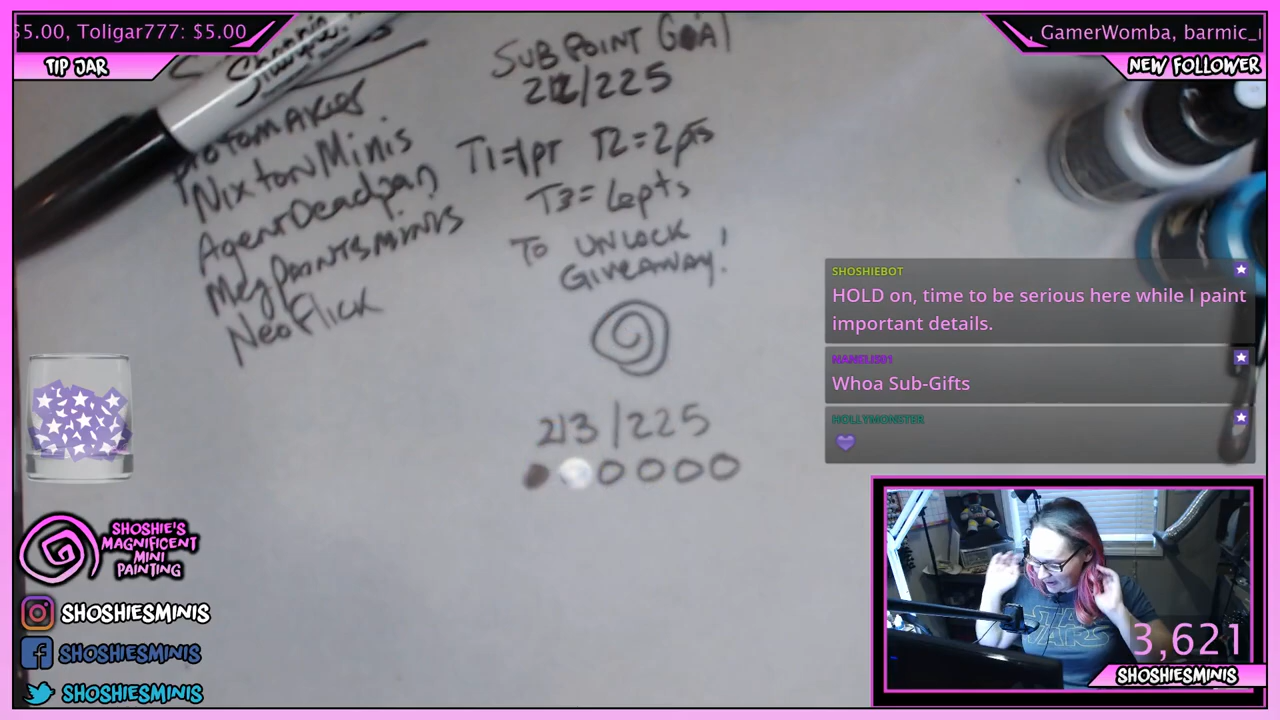 $5.00, Toligar777: $5.00
TIP JAR
, GamerWomba, barmic_
NEW FOLLOWER
Sharpie
SUB POINT GOAL
212/225
T1=1pt T2=2pts
T3=6pts
TO UNLOCK
GIVEAWAY!
213/225
protomakes
NixtonMinis
AgentDeadpan
MegpaintsMinis
NeoFlick
SHOSHIEBOT
HOLD on, time to be serious here while I paint
important details.
Whoa Sub-Gifts
HOLLYMONSTER
SHOSHIE'S
MAGNIFICENT
MINI
PAINTING
SHOSHIESMINIS
SHOSHIESMINIS
SHOSHIESMINIS
STAR
WARS
3,621
SHOSHIESMINIS